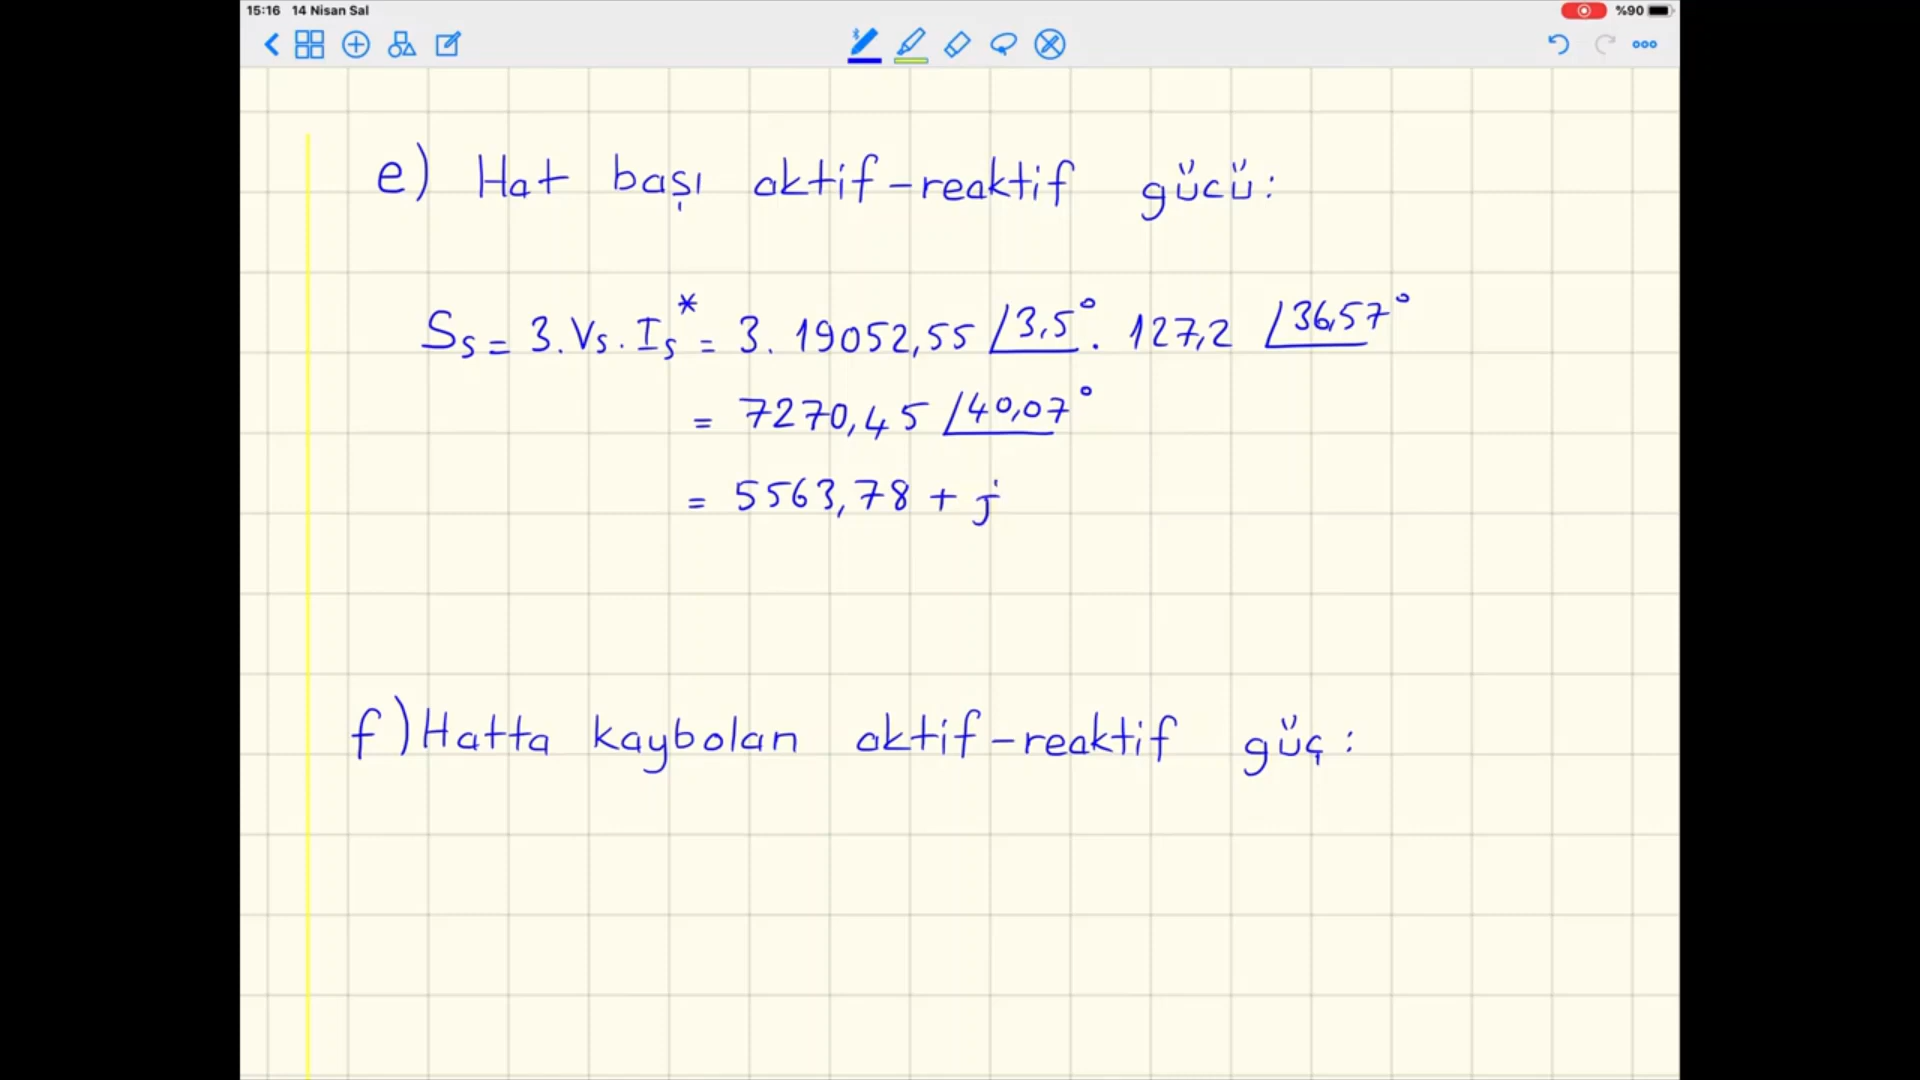 15:16 14 Nisan Sal %90
e) Hat başı aktif-reaktif gücü:
Ss = 3.Vs.Is* = 3. 19052,55 ∠3,5°. 127,2 ∠36,57°
= 7270,45 ∠40,07°
= 5563,78 + j
f) Hatta kaybolan aktif-reaktif güç: